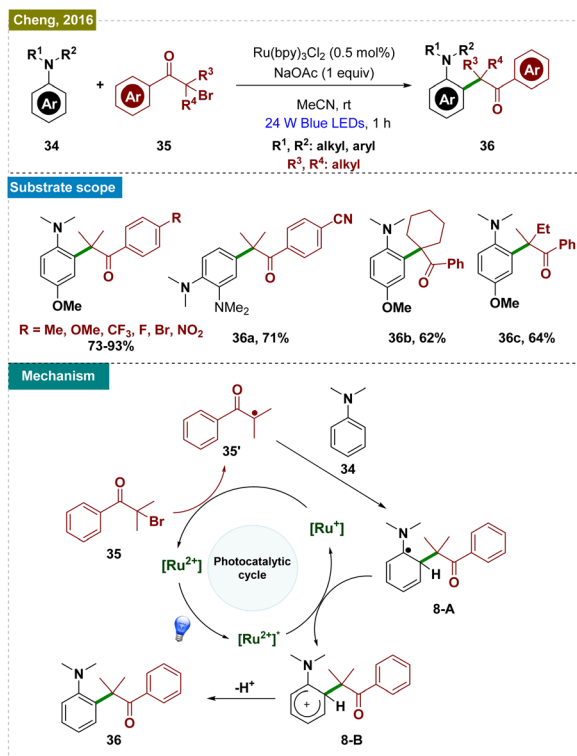 Cheng, 2016
R¹ R²
N
Ar
34
+
O
Ar
R³
Br
R⁴
35
Ru(bpy)₃Cl₂ (0.5 mol%)
NaOAc (1 equiv)
MeCN, rt
24 W Blue LEDs, 1 h
R¹, R²: alkyl, aryl
R³, R⁴: alkyl
R¹ R²
N R³ R⁴
Ar
Ar
O
36
Substrate scope
N
R
O
OMe
R = Me, OMe, CF₃, F, Br, NO₂
73-93%
CN
O
N
NMe₂
36a, 71%
N
Ph
O
OMe
36b, 62%
N
Et
Ph
O
OMe
36c, 64%
Mechanism
O
35'
N
34
O
Br
35
[Ru²⁺]
Photocatalytic
cycle
[Ru⁺]
[Ru²⁺]*
N
H
O
8-A
N
H
O
+
8-B
-H⁺
N
O
36